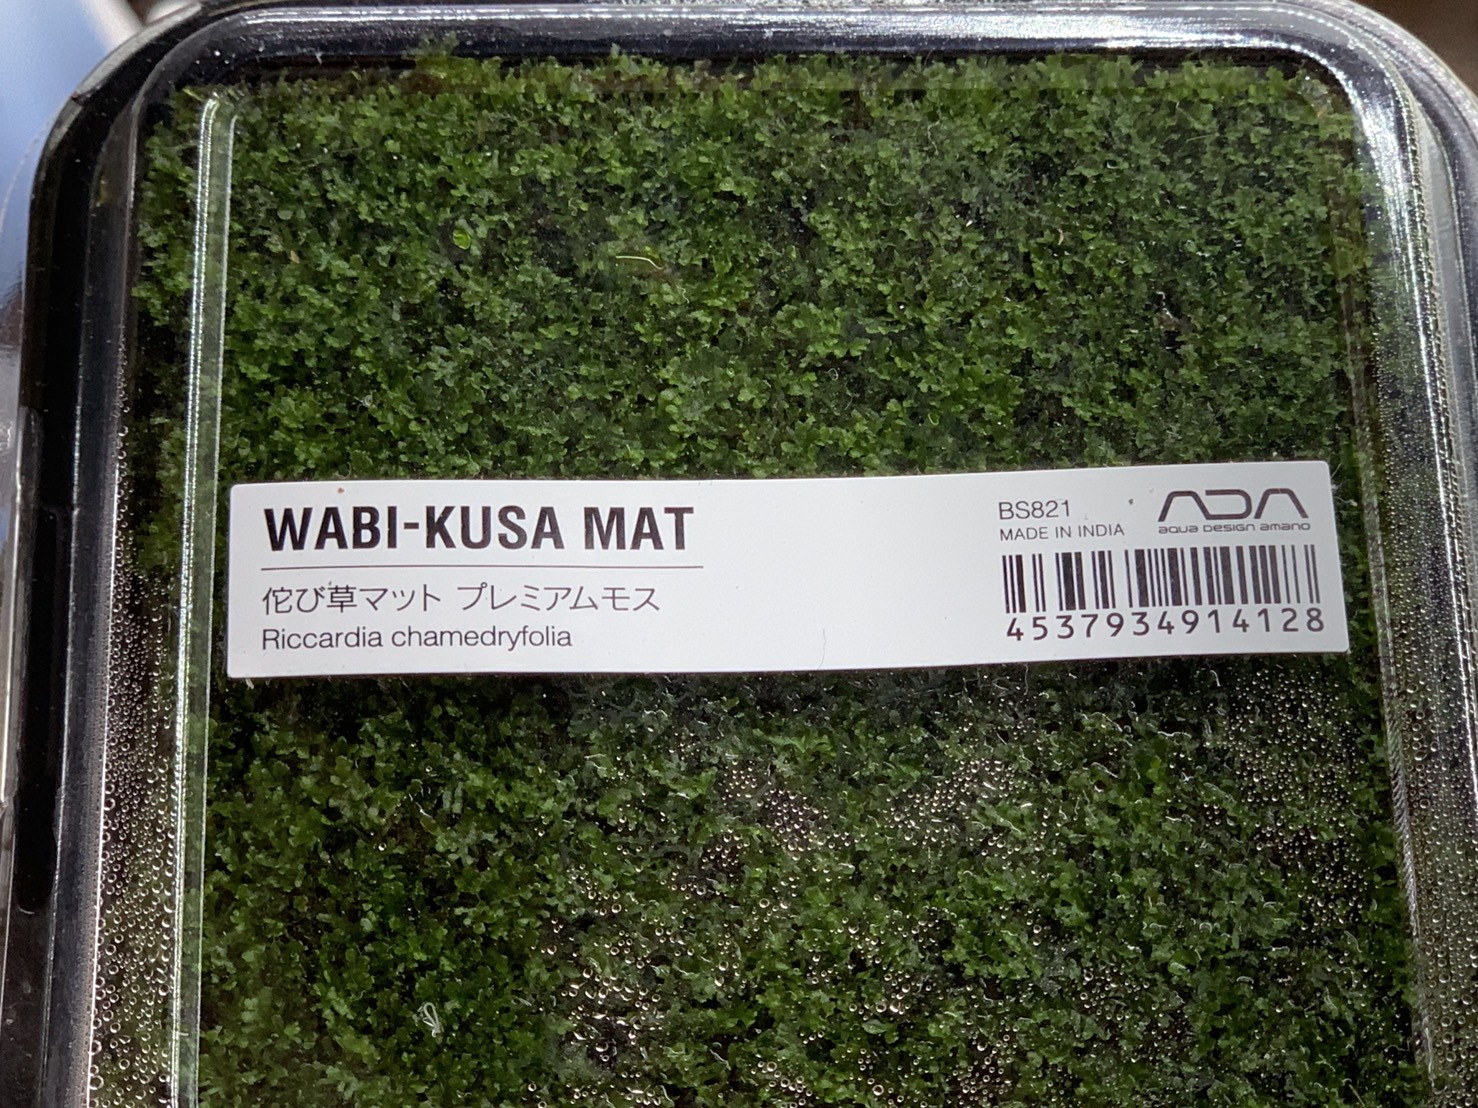 WABI-KUSA MAT
侘び草マット プレミアムモス
Riccardia chamedryfolia
BS821
MADE IN INDIA
ADA
aqua Design amano
4537934914128